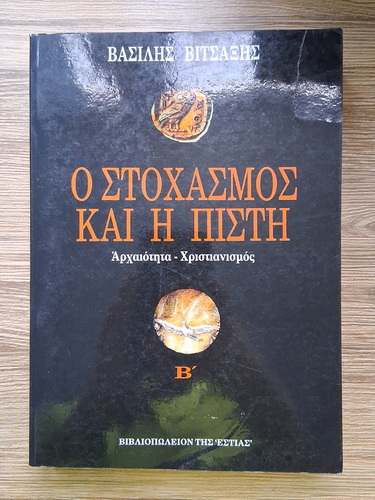 ΒΑΣΙΛΗΣ ΒΙΤΣΑΞΗΣ
Ο ΣΤΟΧΑΣΜΟΣ
ΚΑΙ Η ΠΙΣΤΗ
Ἀρχαιότητα - Χριστιανισμός
Β´
ΒΙΒΛΙΟΠΩΛΕΙΟΝ ΤΗΣ ‘ΕΣΤΙΑΣ’